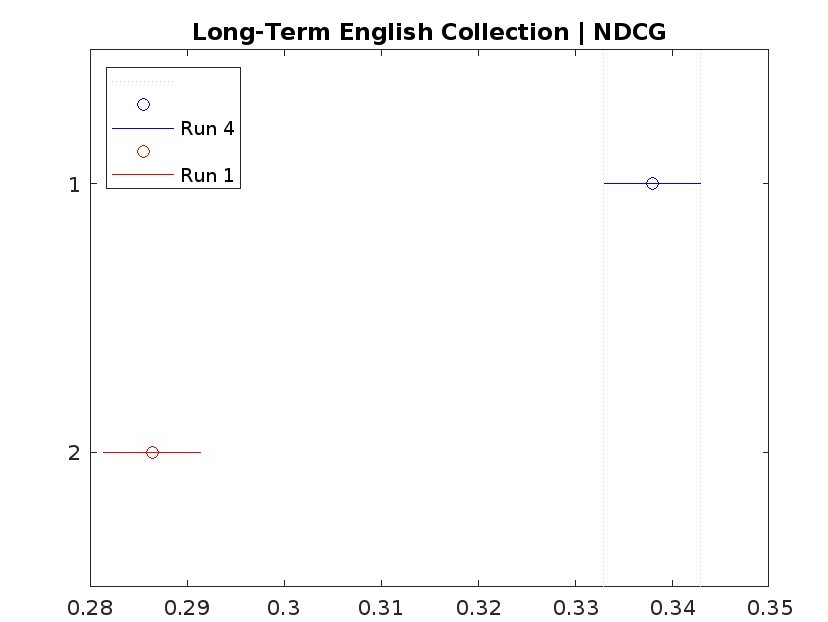 Long-Term English Collection | NDCG
Run 4
Run 1
1
2
0.28 0.29 0.3 0.31 0.32 0.33 0.34 0.35